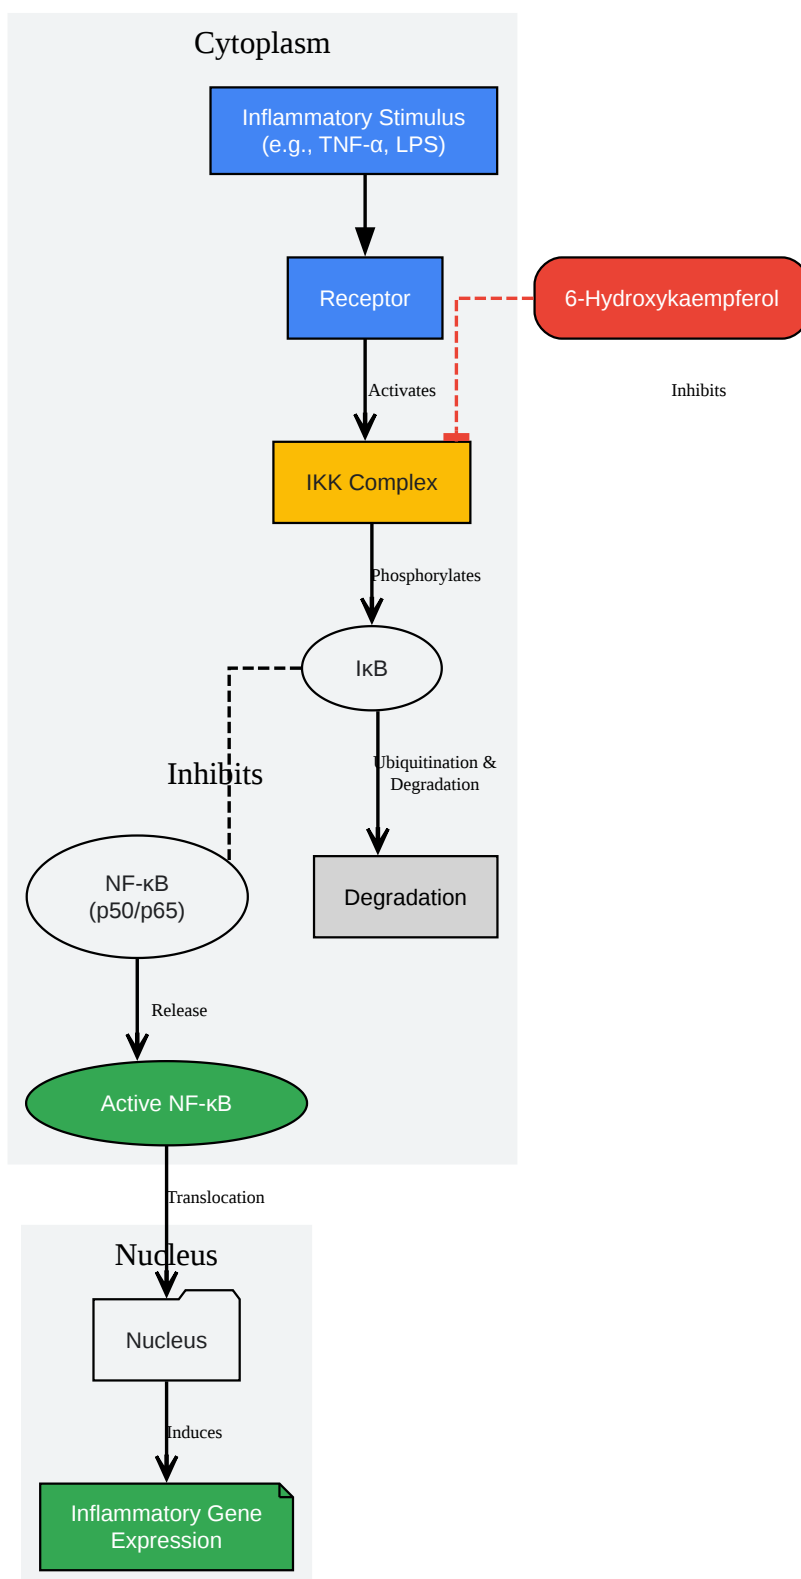 Cytoplasm
Inflammatory Stimulus
(e.g., TNF-α, LPS)
Receptor
6-Hydroxykaempferol
Activates
Inhibits
IKK Complex
Phosphorylates
IκB
Inhibits
Ubiquitination &
Degradation
NF-κB
(p50/p65)
Degradation
Release
Active NF-κB
Translocation
Nucleus
Nucleus
Induces
Inflammatory Gene
Expression